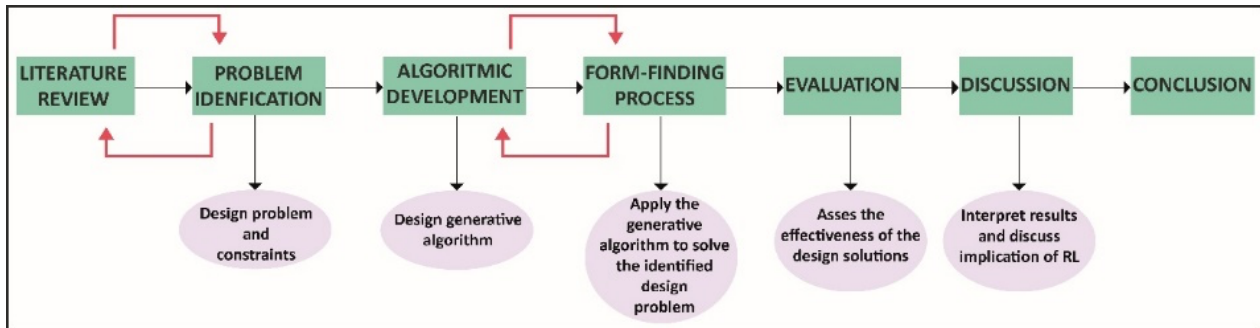 LITERATURE
REVIEW
PROBLEM
IDENFICATION
ALGORITMIC
DEVELOPMENT
FORM-FINDING
PROCESS
EVALUATION
DISCUSSION
CONCLUSION
Design problem
and
constraints
Design generative
algorithm
Apply the
generative
algorithm to solve
the identified
design
problem
Asses the
effectiveness of the
design solutions
Interpret results
and discuss
implication of RL